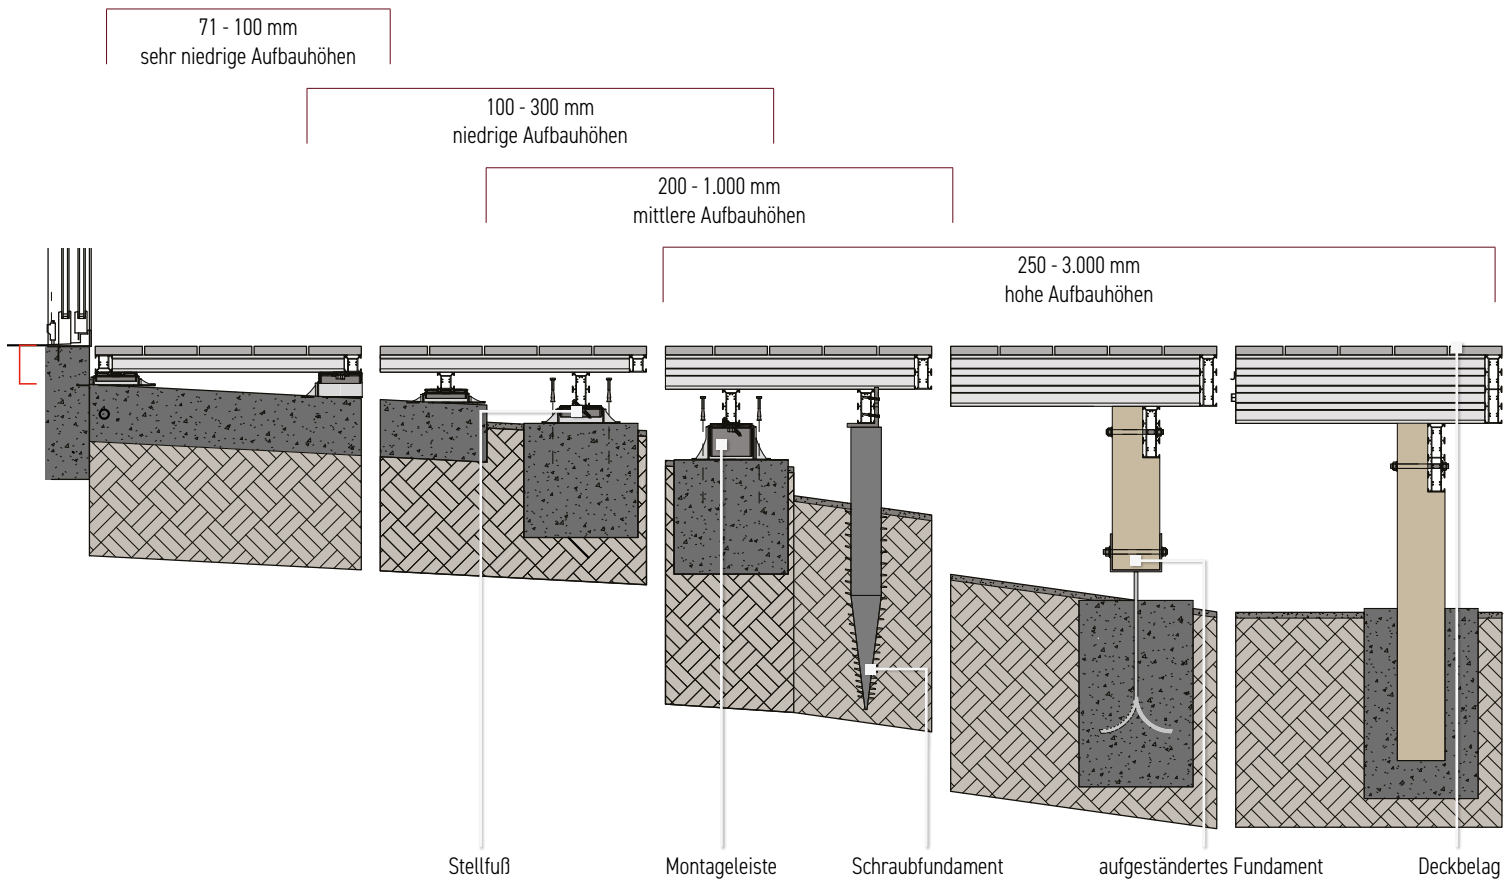 71 - 100 mm
sehr niedrige Aufbauhöhen
100 - 300 mm
niedrige Aufbauhöhen
200 - 1.000 mm
mittlere Aufbauhöhen
250 - 3.000 mm
hohe Aufbauhöhen
Stellfuß
Montageleiste
Schraubfundament
aufgeständertes Fundament
Deckbelag